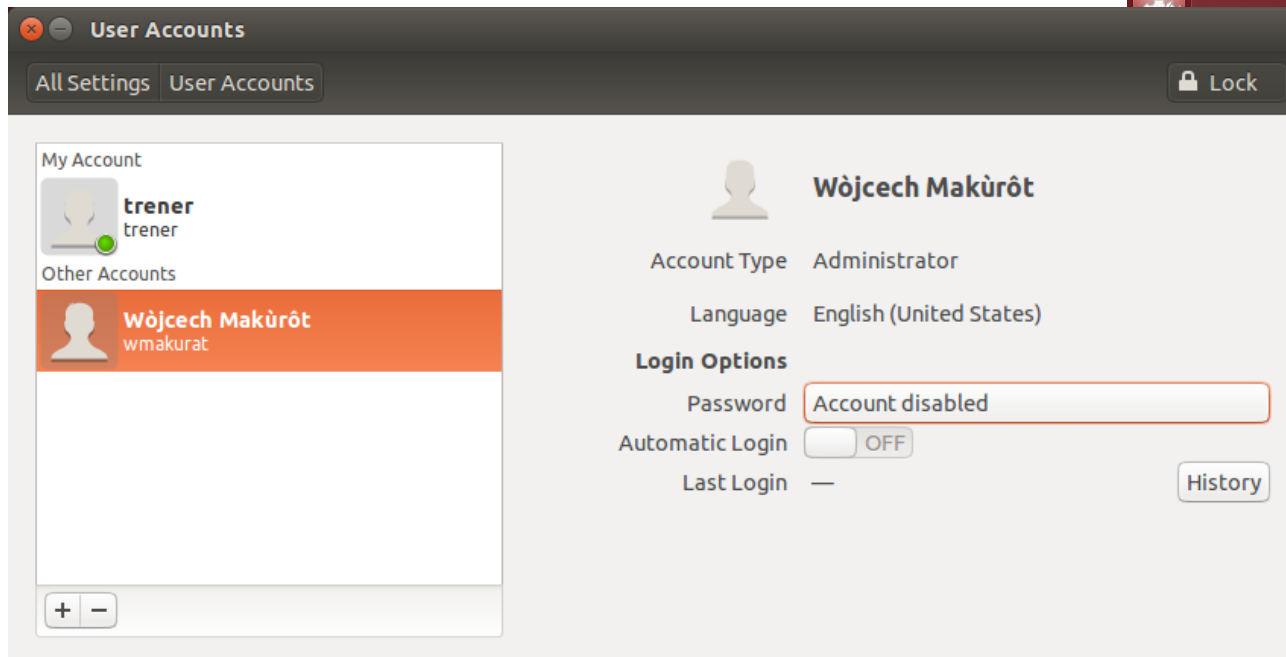 User Accounts
All Settings User Accounts
Lock
My Account
trener
trener
Other Accounts
Wòjcech Makùrôt
wmakurat
+ −
Wòjcech Makùrôt
Account Type Administrator
Language English (United States)
Login Options
Password Account disabled
Automatic Login OFF
Last Login —
History